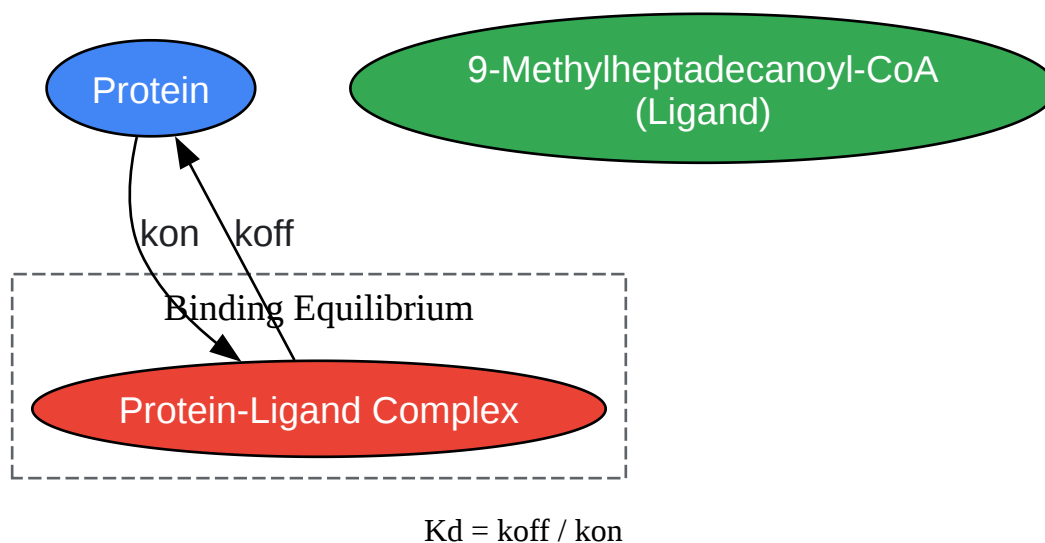 Protein
9-Methylheptadecanoyl-CoA
(Ligand)
kon
koff
Binding Equilibrium
Protein-Ligand Complex
Kd = koff / kon